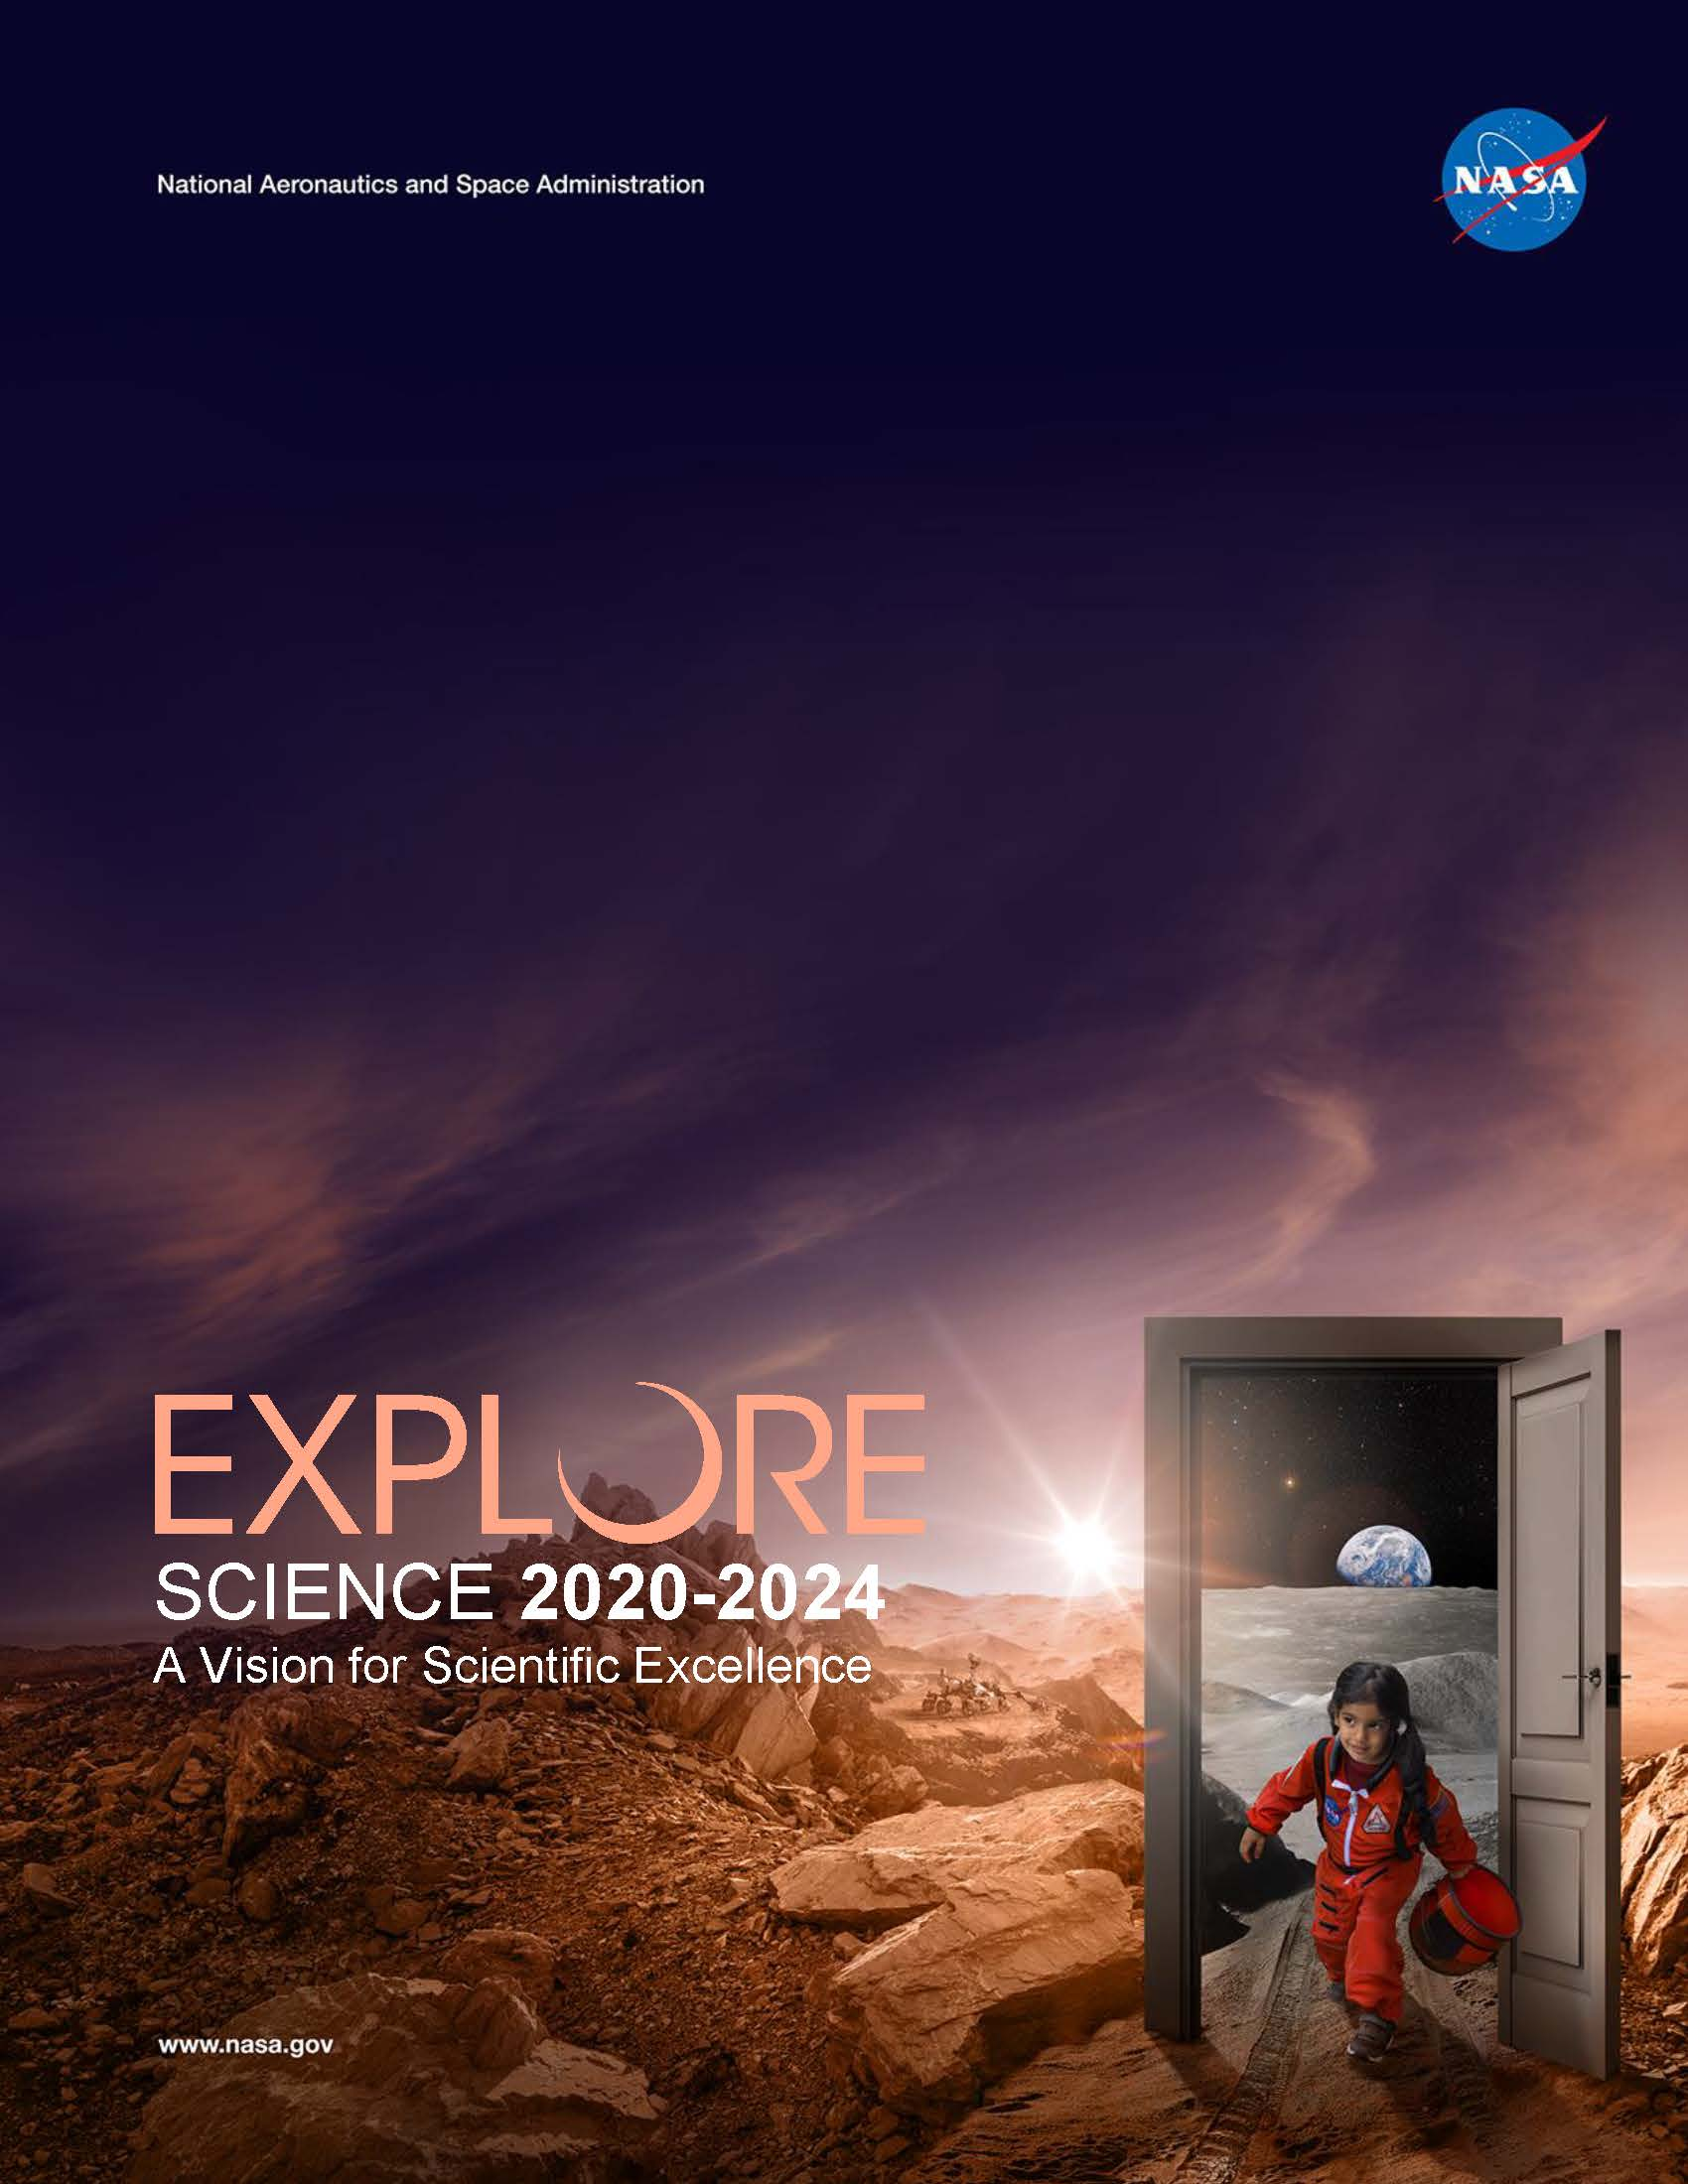 National Aeronautics and Space Administration
NASA
EXPLORE
SCIENCE 2020-2024
A Vision for Scientific Excellence
www.nasa.gov